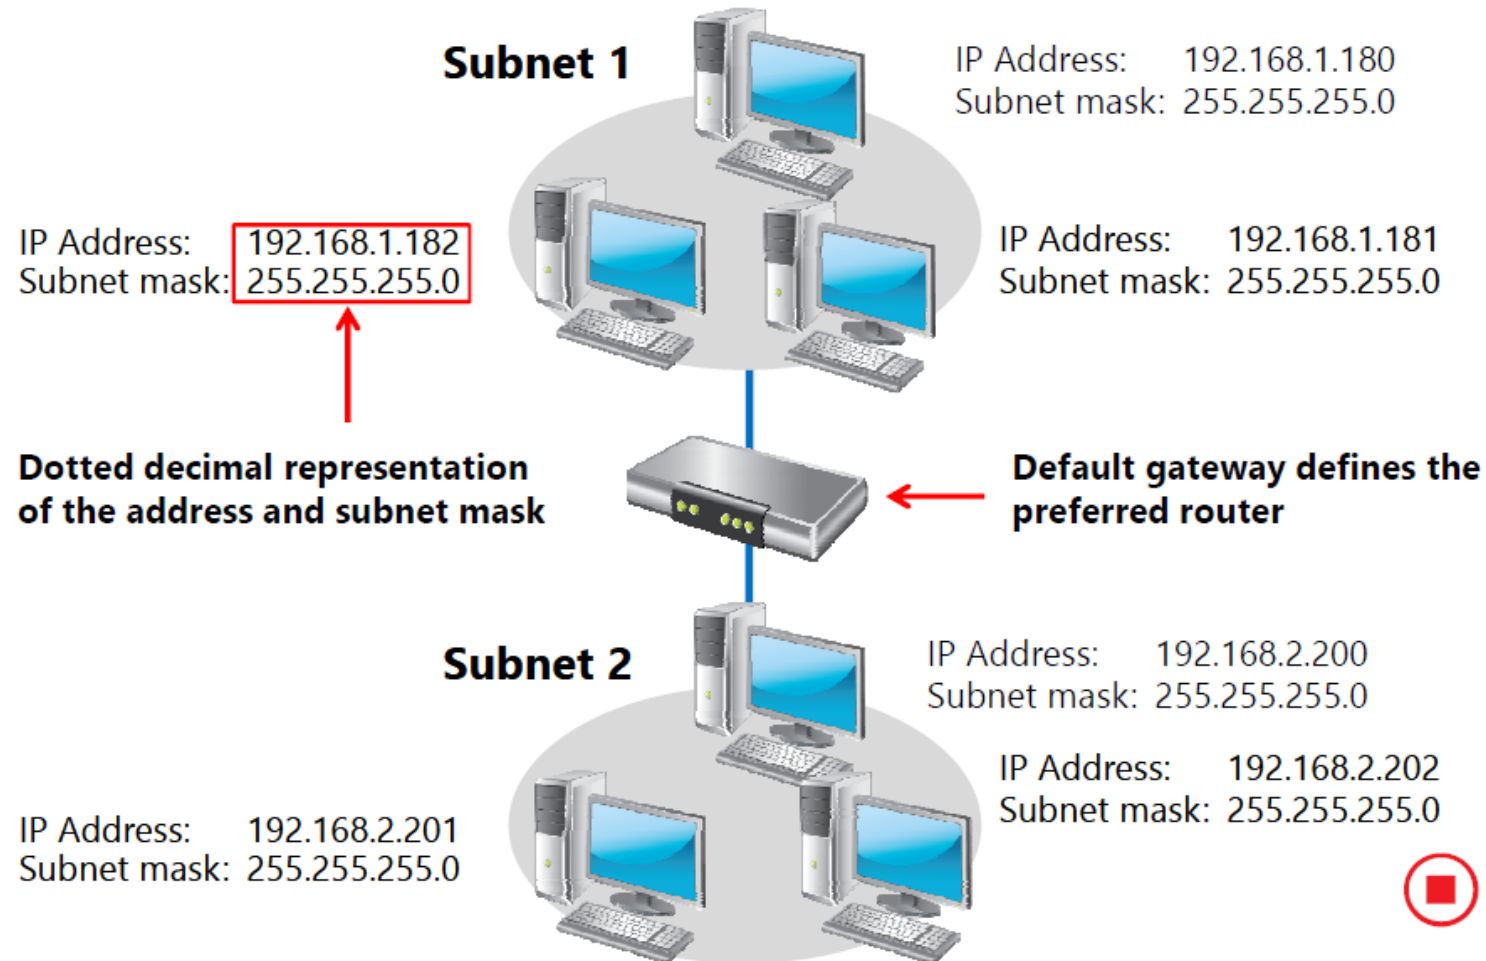 Subnet 1
IP Address: 192.168.1.180
Subnet mask: 255.255.255.0
IP Address: 192.168.1.182
Subnet mask: 255.255.255.0
IP Address: 192.168.1.181
Subnet mask: 255.255.255.0
Dotted decimal representation
of the address and subnet mask
Default gateway defines the
preferred router
Subnet 2
IP Address: 192.168.2.200
Subnet mask: 255.255.255.0
IP Address: 192.168.2.202
Subnet mask: 255.255.255.0
IP Address: 192.168.2.201
Subnet mask: 255.255.255.0